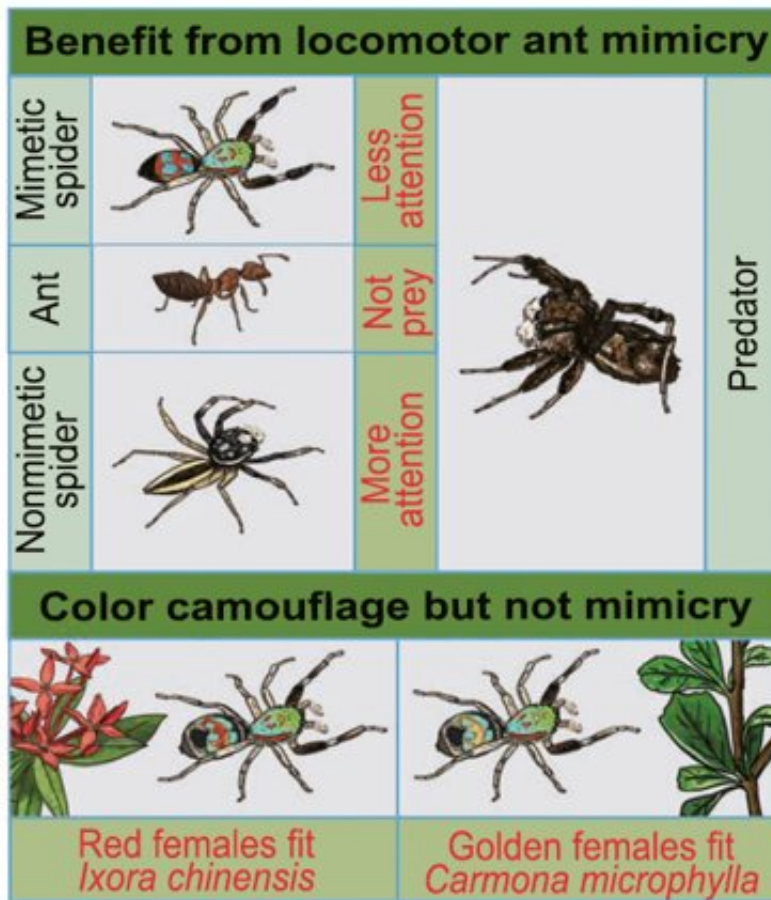 Benefit from locomotor ant mimicry
Mimetic
spider
Less
attention
Ant
Not
prey
Predator
Nonmimetic
spider
More
attention
Color camouflage but not mimicry
Red females fit
Ixora chinensis
Golden females fit
Carmona microphylla